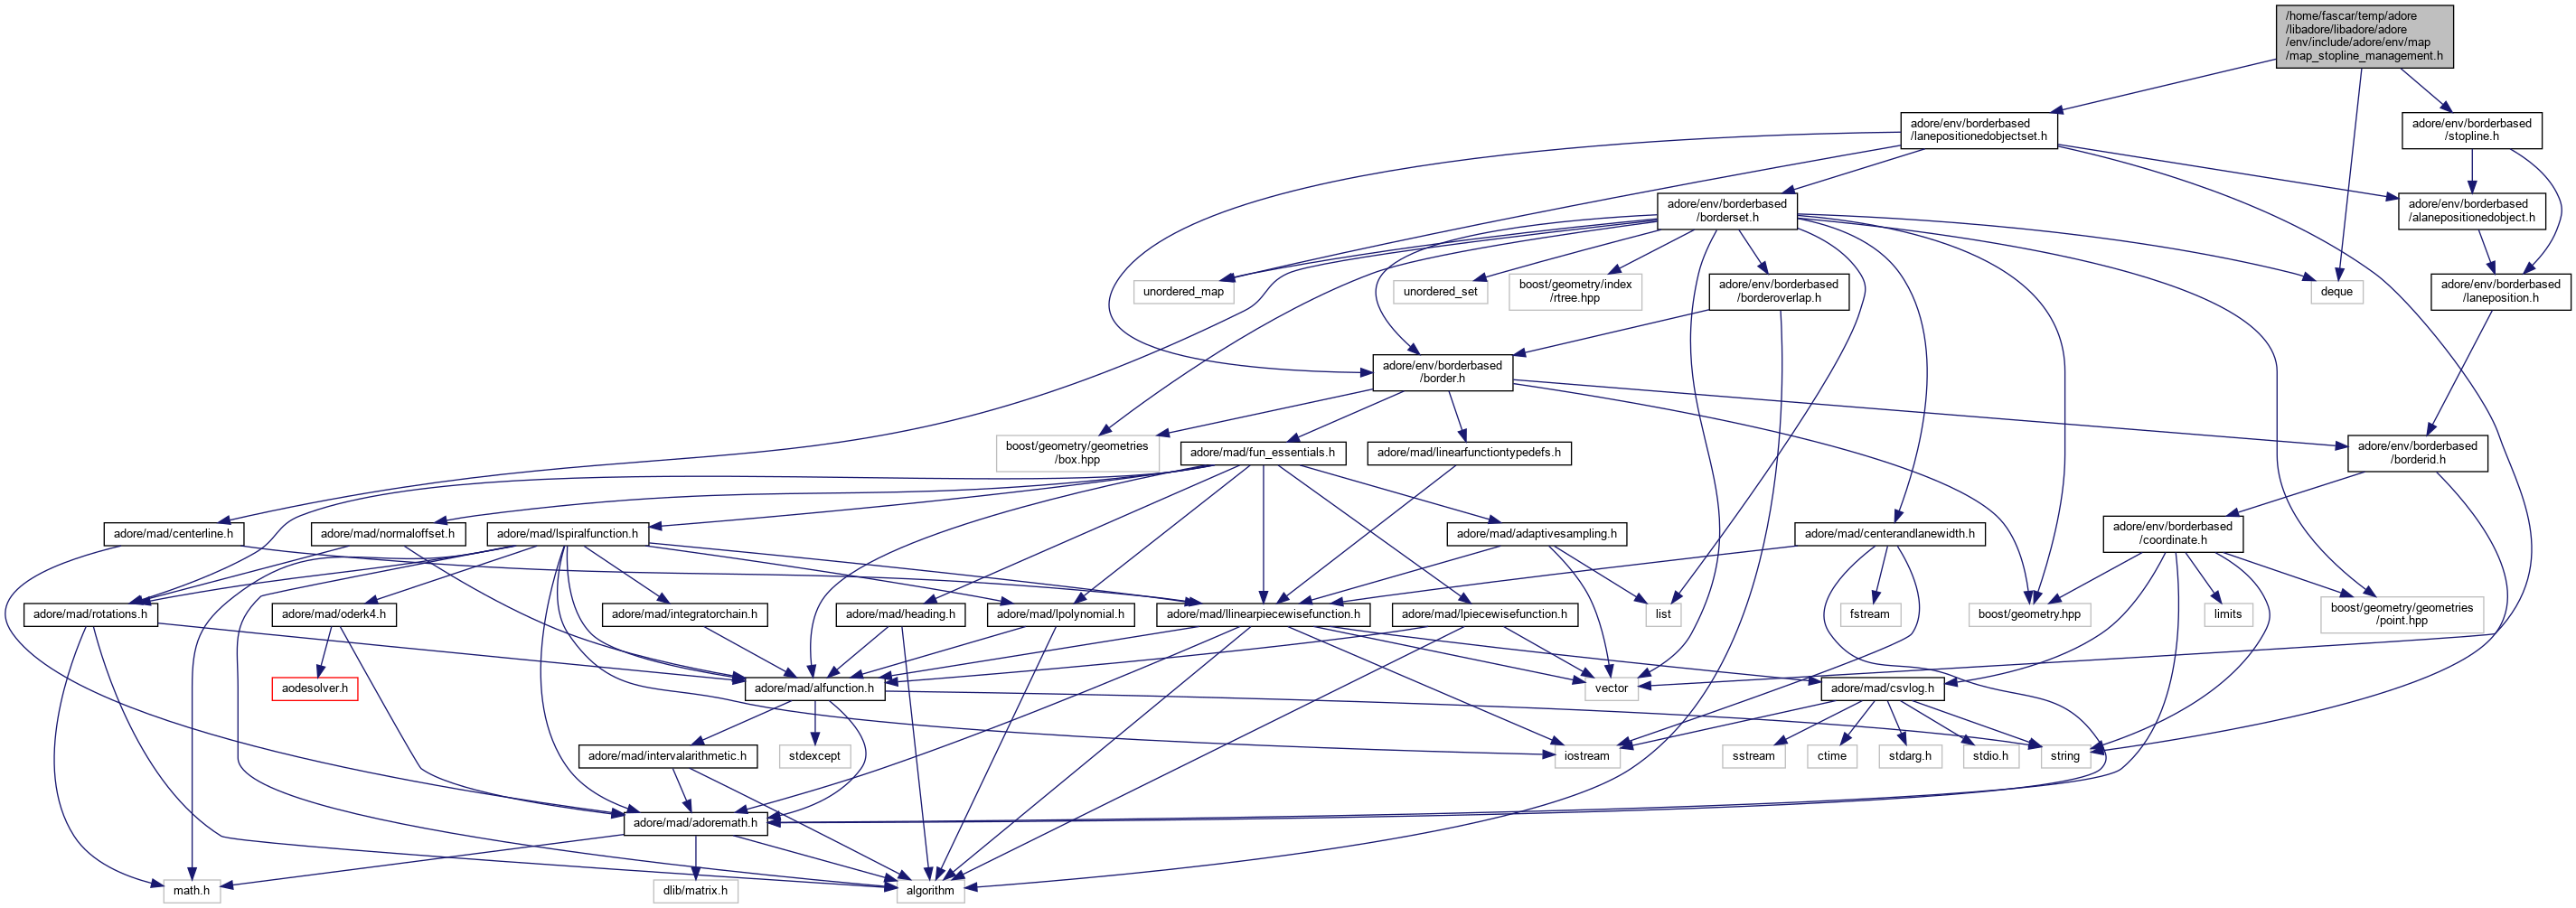 /home/fascar/temp/adore
/libadore/libadore/adore
/env/include/adore/env/map
/map_stopline_management.h
adore/env/borderbased
/lanepositionedobjectset.h
adore/env/borderbased
/stopline.h
adore/env/borderbased
/borderset.h
adore/env/borderbased
/alanepositionedobject.h
unordered_map
unordered_set
boost/geometry/index
/rtree.hpp
adore/env/borderbased
/borderoverlap.h
deque
adore/env/borderbased
/laneposition.h
adore/env/borderbased
/border.h
boost/geometry/geometries
/box.hpp
adore/mad/fun_essentials.h
adore/mad/linearfunctiontypedefs.h
adore/env/borderbased
/borderid.h
adore/mad/centerline.h
adore/mad/normaloffset.h
adore/mad/lspiralfunction.h
adore/mad/adaptivesampling.h
adore/mad/centerandlanewidth.h
adore/env/borderbased
/coordinate.h
adore/mad/rotations.h
adore/mad/oderk4.h
adore/mad/integratorchain.h
adore/mad/heading.h
adore/mad/lpolynomial.h
adore/mad/llinearpiecewisefunction.h
adore/mad/lpiecewisefunction.h
list
fstream
boost/geometry.hpp
limits
boost/geometry/geometries
/point.hpp
aodesolver.h
adore/mad/alfunction.h
vector
adore/mad/csvlog.h
adore/mad/intervalarithmetic.h
stdexcept
iostream
sstream
ctime
stdarg.h
stdio.h
string
adore/mad/adoremath.h
math.h
dlib/matrix.h
algorithm